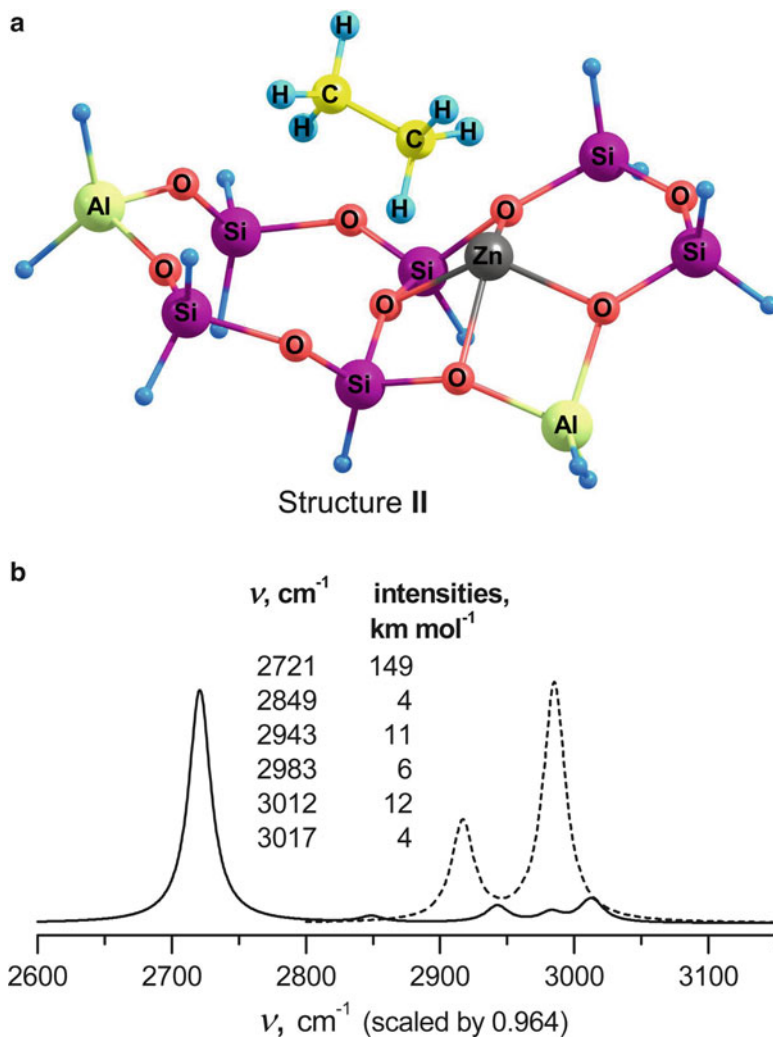 a
H
H C H
H C H
H
Al O Si O Si O Zn Si O Si
O Si O Si O O O Al
Structure II
b
ν, cm⁻¹ intensities,
km mol⁻¹
2721 149
2849 4
2943 11
2983 6
3012 12
3017 4
2600 2700 2800 2900 3000 3100
ν, cm⁻¹ (scaled by 0.964)